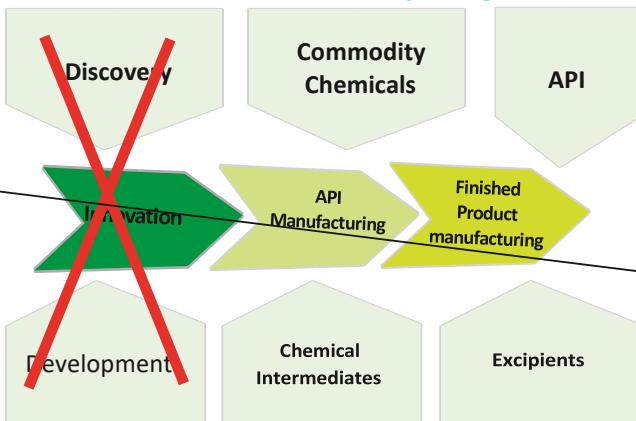 Discovery
Commodity
Chemicals
API
Innovation
API
Manufacturing
Finished
Product
manufacturing
Development
Chemical
Intermediates
Excipients